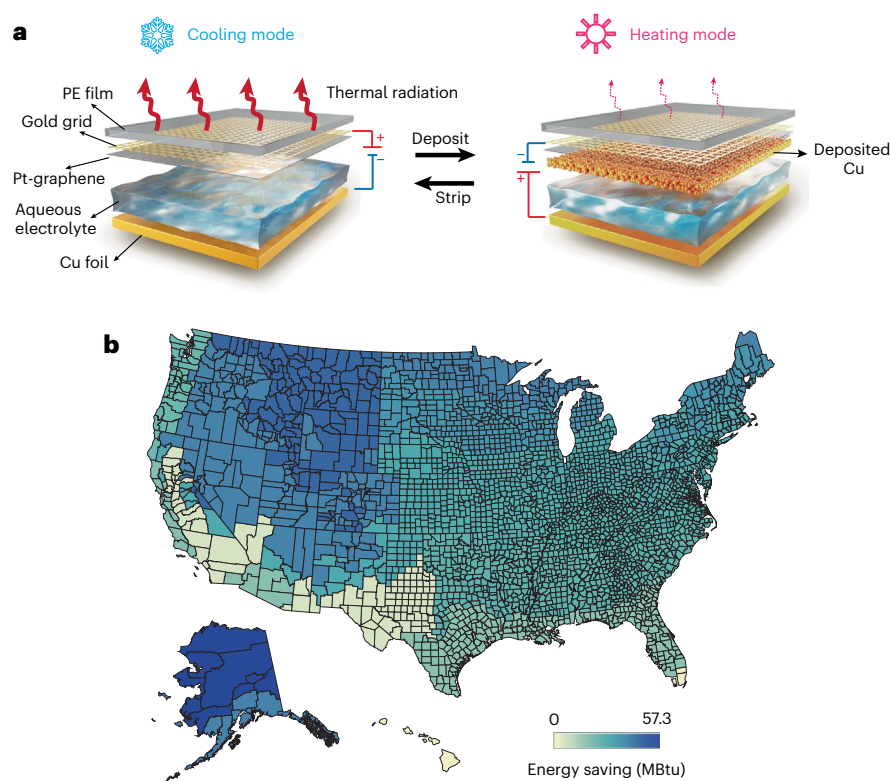 a
Cooling mode
Heating mode
PE film
Thermal radiation
Gold grid
+
−
Deposit
−
+
Deposited
Cu
Pt-graphene
Strip
Aqueous
electrolyte
Cu foil
b
0
57.3
Energy saving (MBtu)